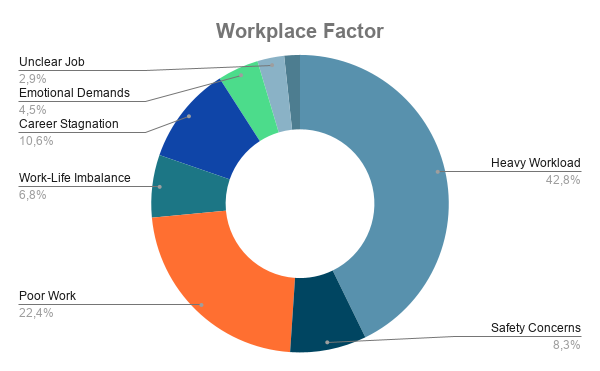 Workplace Factor
Unclear Job
2,9%
Emotional Demands
4,5%
Career Stagnation
10,6%
Work-Life Imbalance
6,8%
Poor Work
22,4%
Heavy Workload
42,8%
Safety Concerns
8,3%